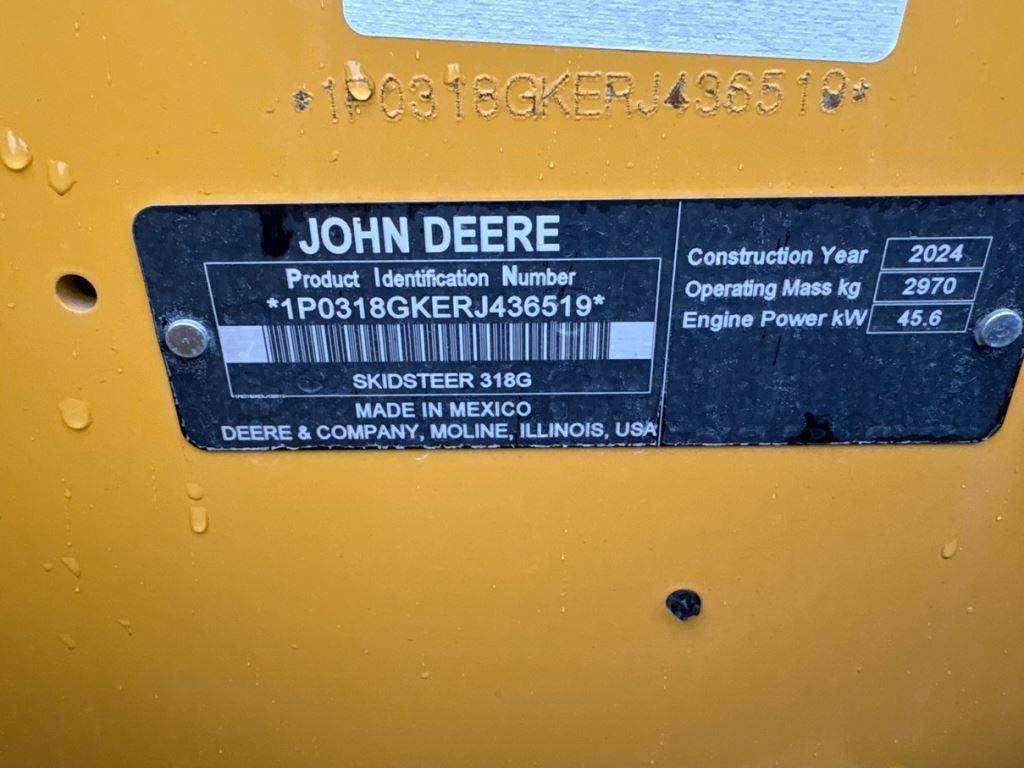 *1P0318GKERJ436519*
JOHN DEERE
Product Identification Number
*1P0318GKERJ436519*
SKIDSTEER 318G
MADE IN MEXICO
DEERE & COMPANY, MOLINE, ILLINOIS, USA
Construction Year 2024
Operating Mass kg 2970
Engine Power kW 45.6